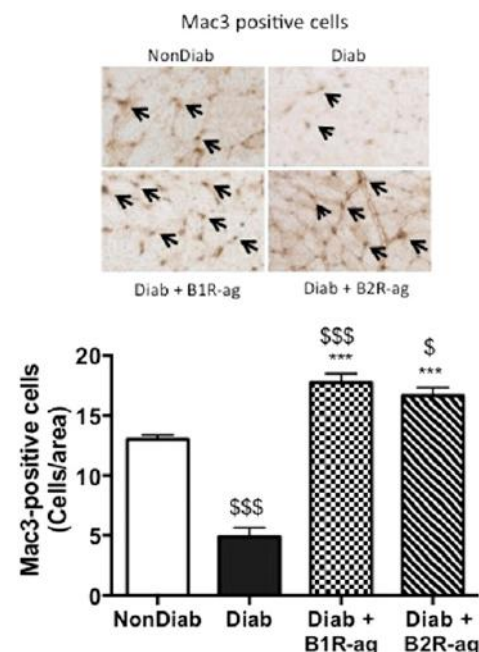 Mac3 positive cells
NonDiab Diab
Diab + B1R-ag Diab + B2R-ag
Mac3-positive cells
(Cells/area)
20
15
10
5
0
$$$
$$$
***
$
***
NonDiab Diab Diab + Diab +
B1R-ag B2R-ag